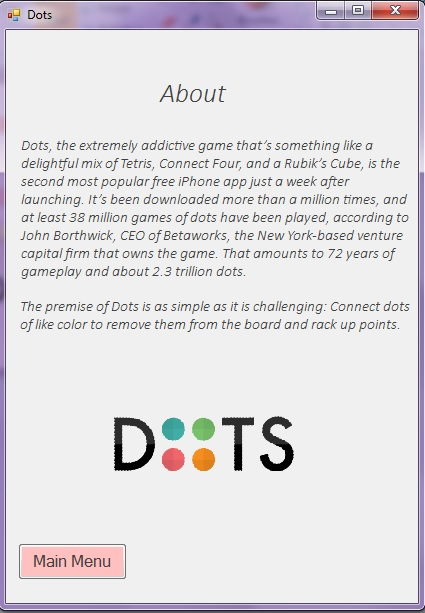 Dots
About
Dots, the extremely addictive game that's something like a
delightful mix of Tetris, Connect Four, and a Rubik's Cube, is the
second most popular free iPhone app just a week after
launching. It's been downloaded more than a million times, and
at least 38 million games of dots have been played, according to
John Borthwick, CEO of Betaworks, the New York-based venture
capital firm that owns the game. That amounts to 72 years of
gameplay and about 2.3 trillion dots.
The premise of Dots is as simple as it is challenging: Connect dots
of like color to remove them from the board and rack up points.
D TS
Main Menu